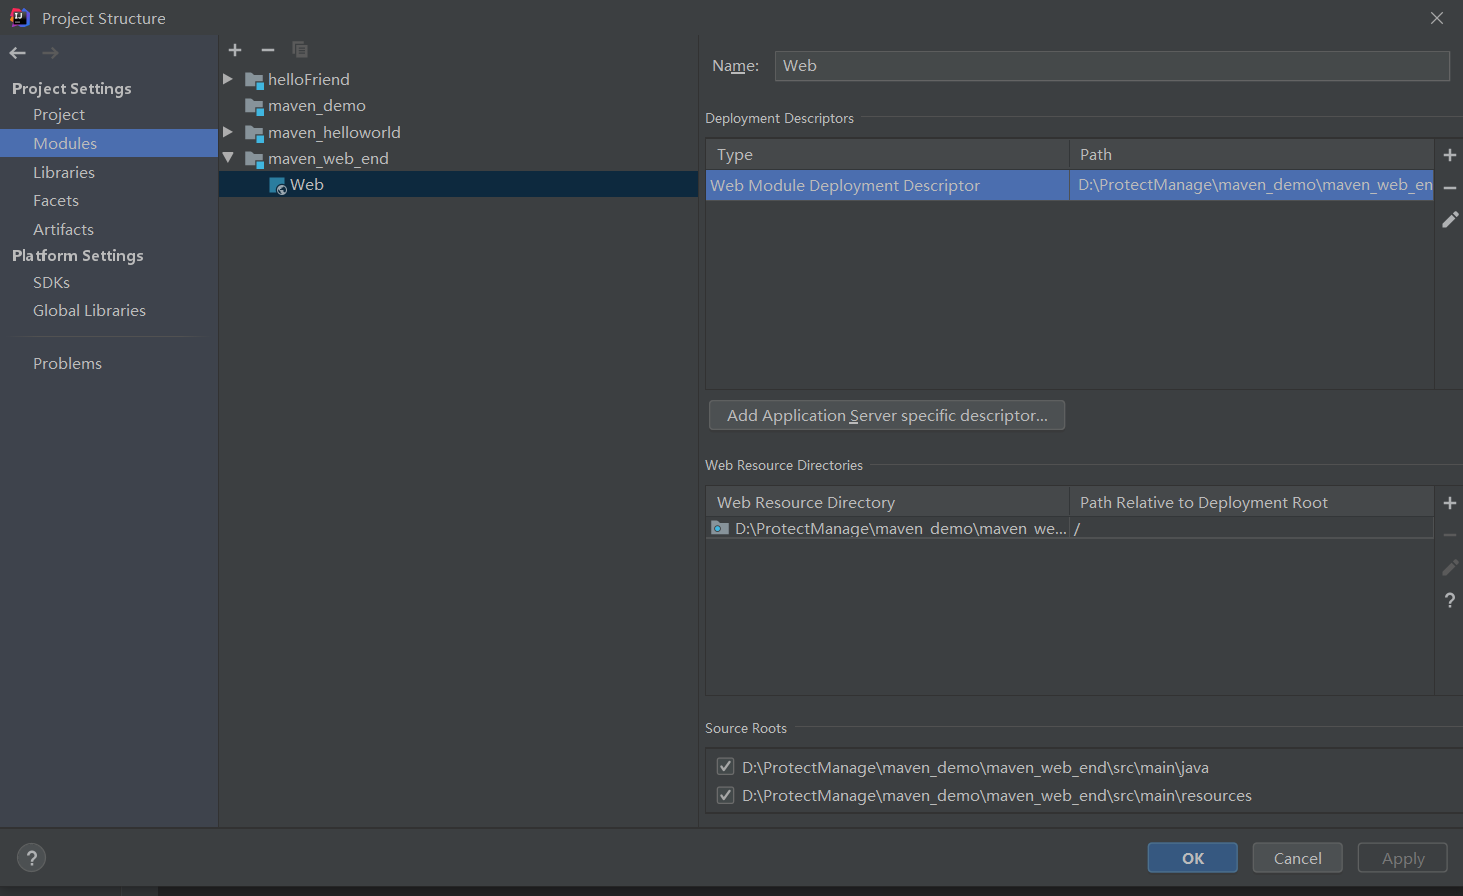 Project Structure
Project Settings
Project
Modules
Libraries
Facets
Artifacts
Platform Settings
SDKs
Global Libraries
Problems
helloFriend
maven_demo
maven_helloworld
maven_web_end
Web
Name: Web
Deployment Descriptors
Type Path
Web Module Deployment Descriptor D:\ProtectManage\maven_demo\maven_web_en
Add Application Server specific descriptor...
Web Resource Directories
Web Resource Directory Path Relative to Deployment Root
D:\ProtectManage\maven_demo\maven_we... /
Source Roots
D:\ProtectManage\maven_demo\maven_web_end\src\main\java
D:\ProtectManage\maven_demo\maven_web_end\src\main\resources
? OK Cancel Apply